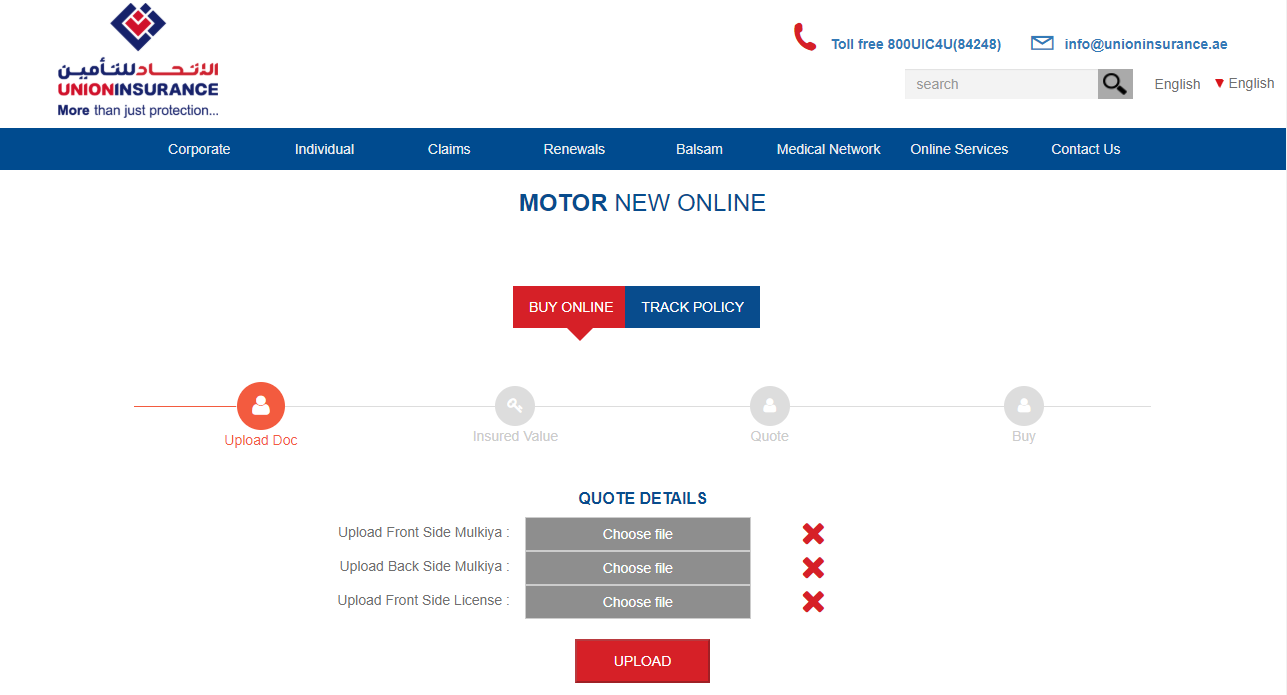 الاتحاد للتأمين
UNIONINSURANCE
More than just protection...
Toll free 800UIC4U(84248)
info@unioninsurance.ae
search
English
English
Corporate
Individual
Claims
Renewals
Balsam
Medical Network
Online Services
Contact Us
MOTOR NEW ONLINE
BUY ONLINE
TRACK POLICY
Upload Doc
Insured Value
Quote
Buy
QUOTE DETAILS
Upload Front Side Mulkiya :
Choose file
Upload Back Side Mulkiya :
Choose file
Upload Front Side License :
Choose file
UPLOAD